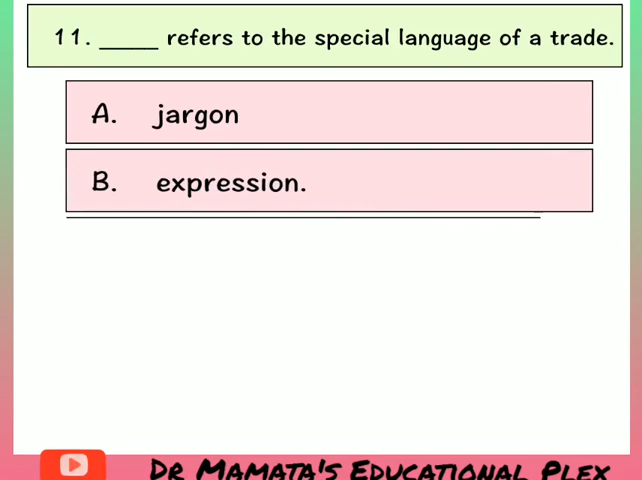 11. _____ refers to the special language of a trade.
A. jargon
B. expression.
Dr Mamata's Educational Plex